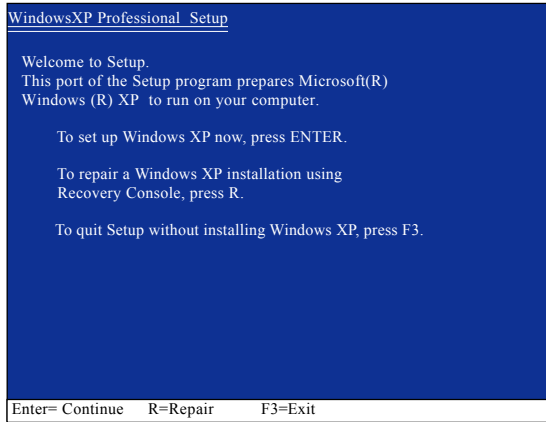 WindowsXP Professional Setup
Welcome to Setup.
This port of the Setup program prepares Microsoft(R)
Windows (R) XP to run on your computer.
To set up Windows XP now, press ENTER.
To repair a Windows XP installation using
Recovery Console, press R.
To quit Setup without installing Windows XP, press F3.
Enter= Continue R=Repair F3=Exit